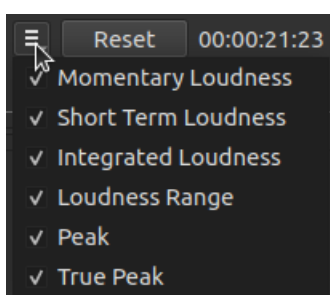 Reset 00:00:21:23
Momentary Loudness
Short Term Loudness
Integrated Loudness
Loudness Range
Peak
True Peak